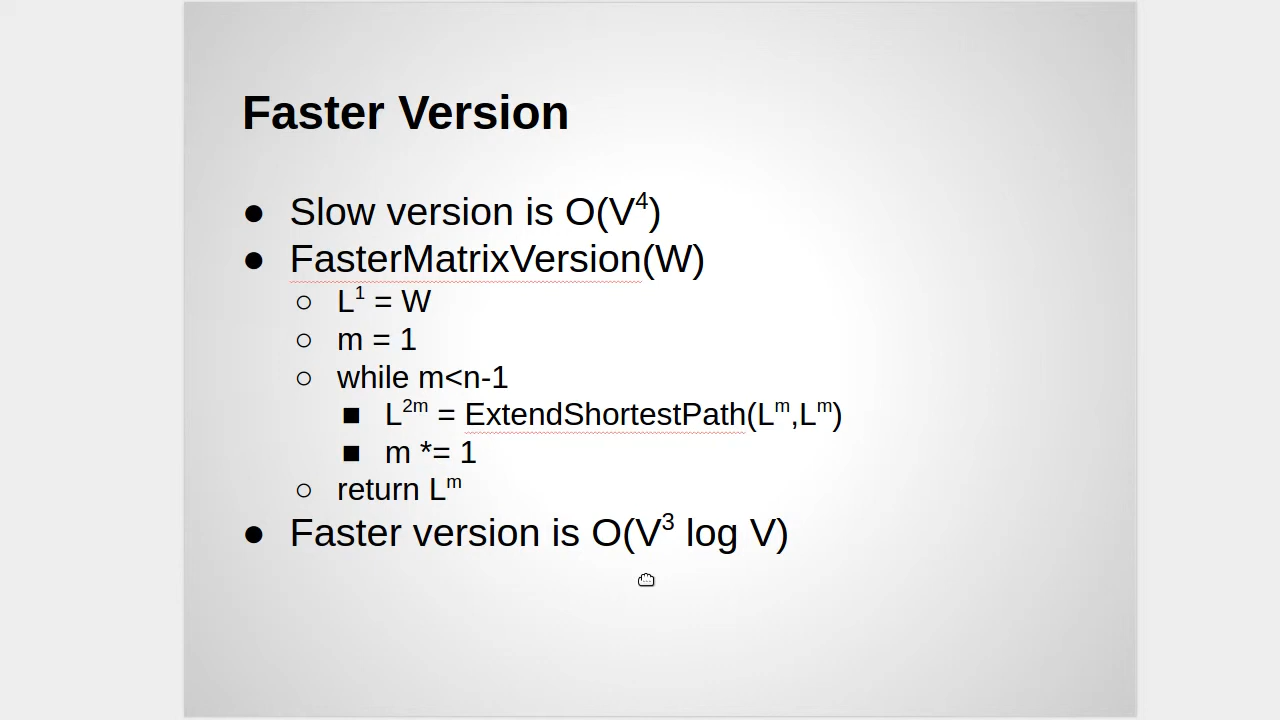 Faster Version
● Slow version is O(V⁴)
● FasterMatrixVersion(W)
○ L¹ = W
○ m = 1
○ while m<n-1
■ L²ᵐ = ExtendShortestPath(Lᵐ,Lᵐ)
■ m *= 1
○ return Lᵐ
● Faster version is O(V³ log V)